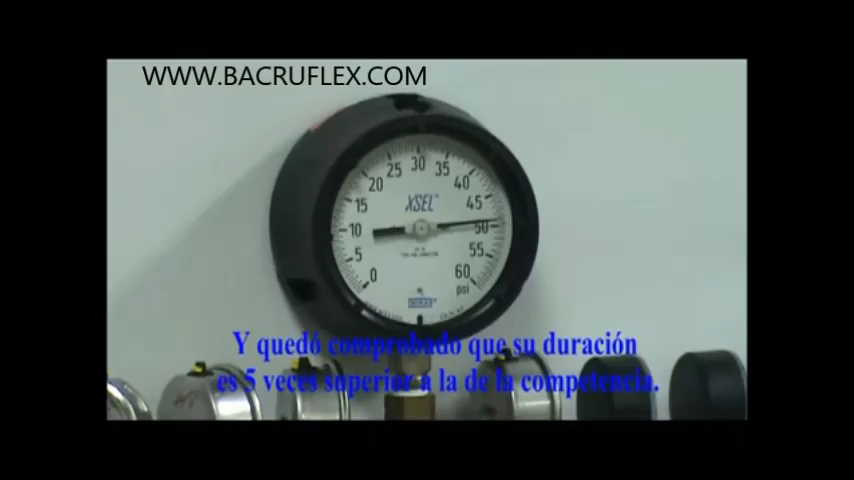 WWW.BACRUFLEX.COM
30
25
35
20
40
XSEL™
15
45
10
50
5
55
0
60
psi
Y quedó comprobado que su duración
es 5 veces superior a la de la competencia.